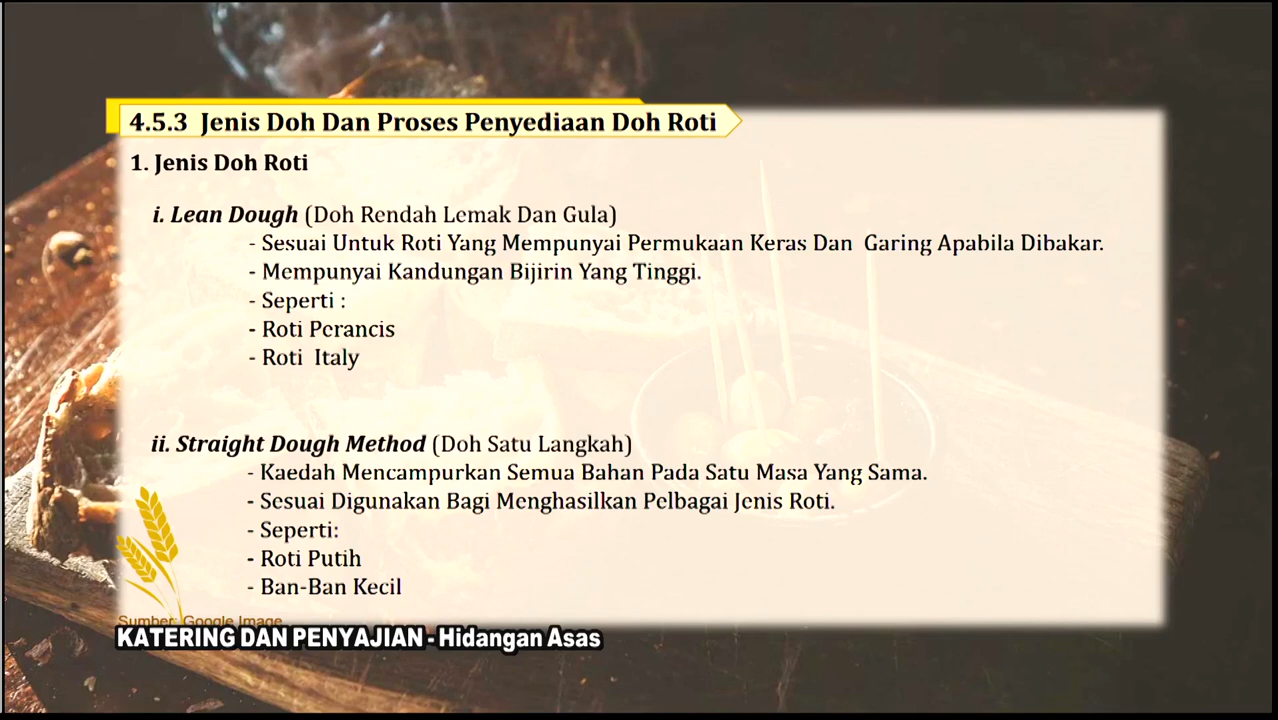 4.5.3 Jenis Doh Dan Proses Penyediaan Doh Roti
1. Jenis Doh Roti
i. Lean Dough (Doh Rendah Lemak Dan Gula)
- Sesuai Untuk Roti Yang Mempunyai Permukaan Keras Dan Garing Apabila Dibakar.
- Mempunyai Kandungan Bijirin Yang Tinggi.
- Seperti :
- Roti Perancis
- Roti Italy
ii. Straight Dough Method (Doh Satu Langkah)
- Kaedah Mencampurkan Semua Bahan Pada Satu Masa Yang Sama.
- Sesuai Digunakan Bagi Menghasilkan Pelbagai Jenis Roti.
- Seperti:
- Roti Putih
- Ban-Ban Kecil
Sumber: Google Image
KATERING DAN PENYAJIAN - Hidangan Asas